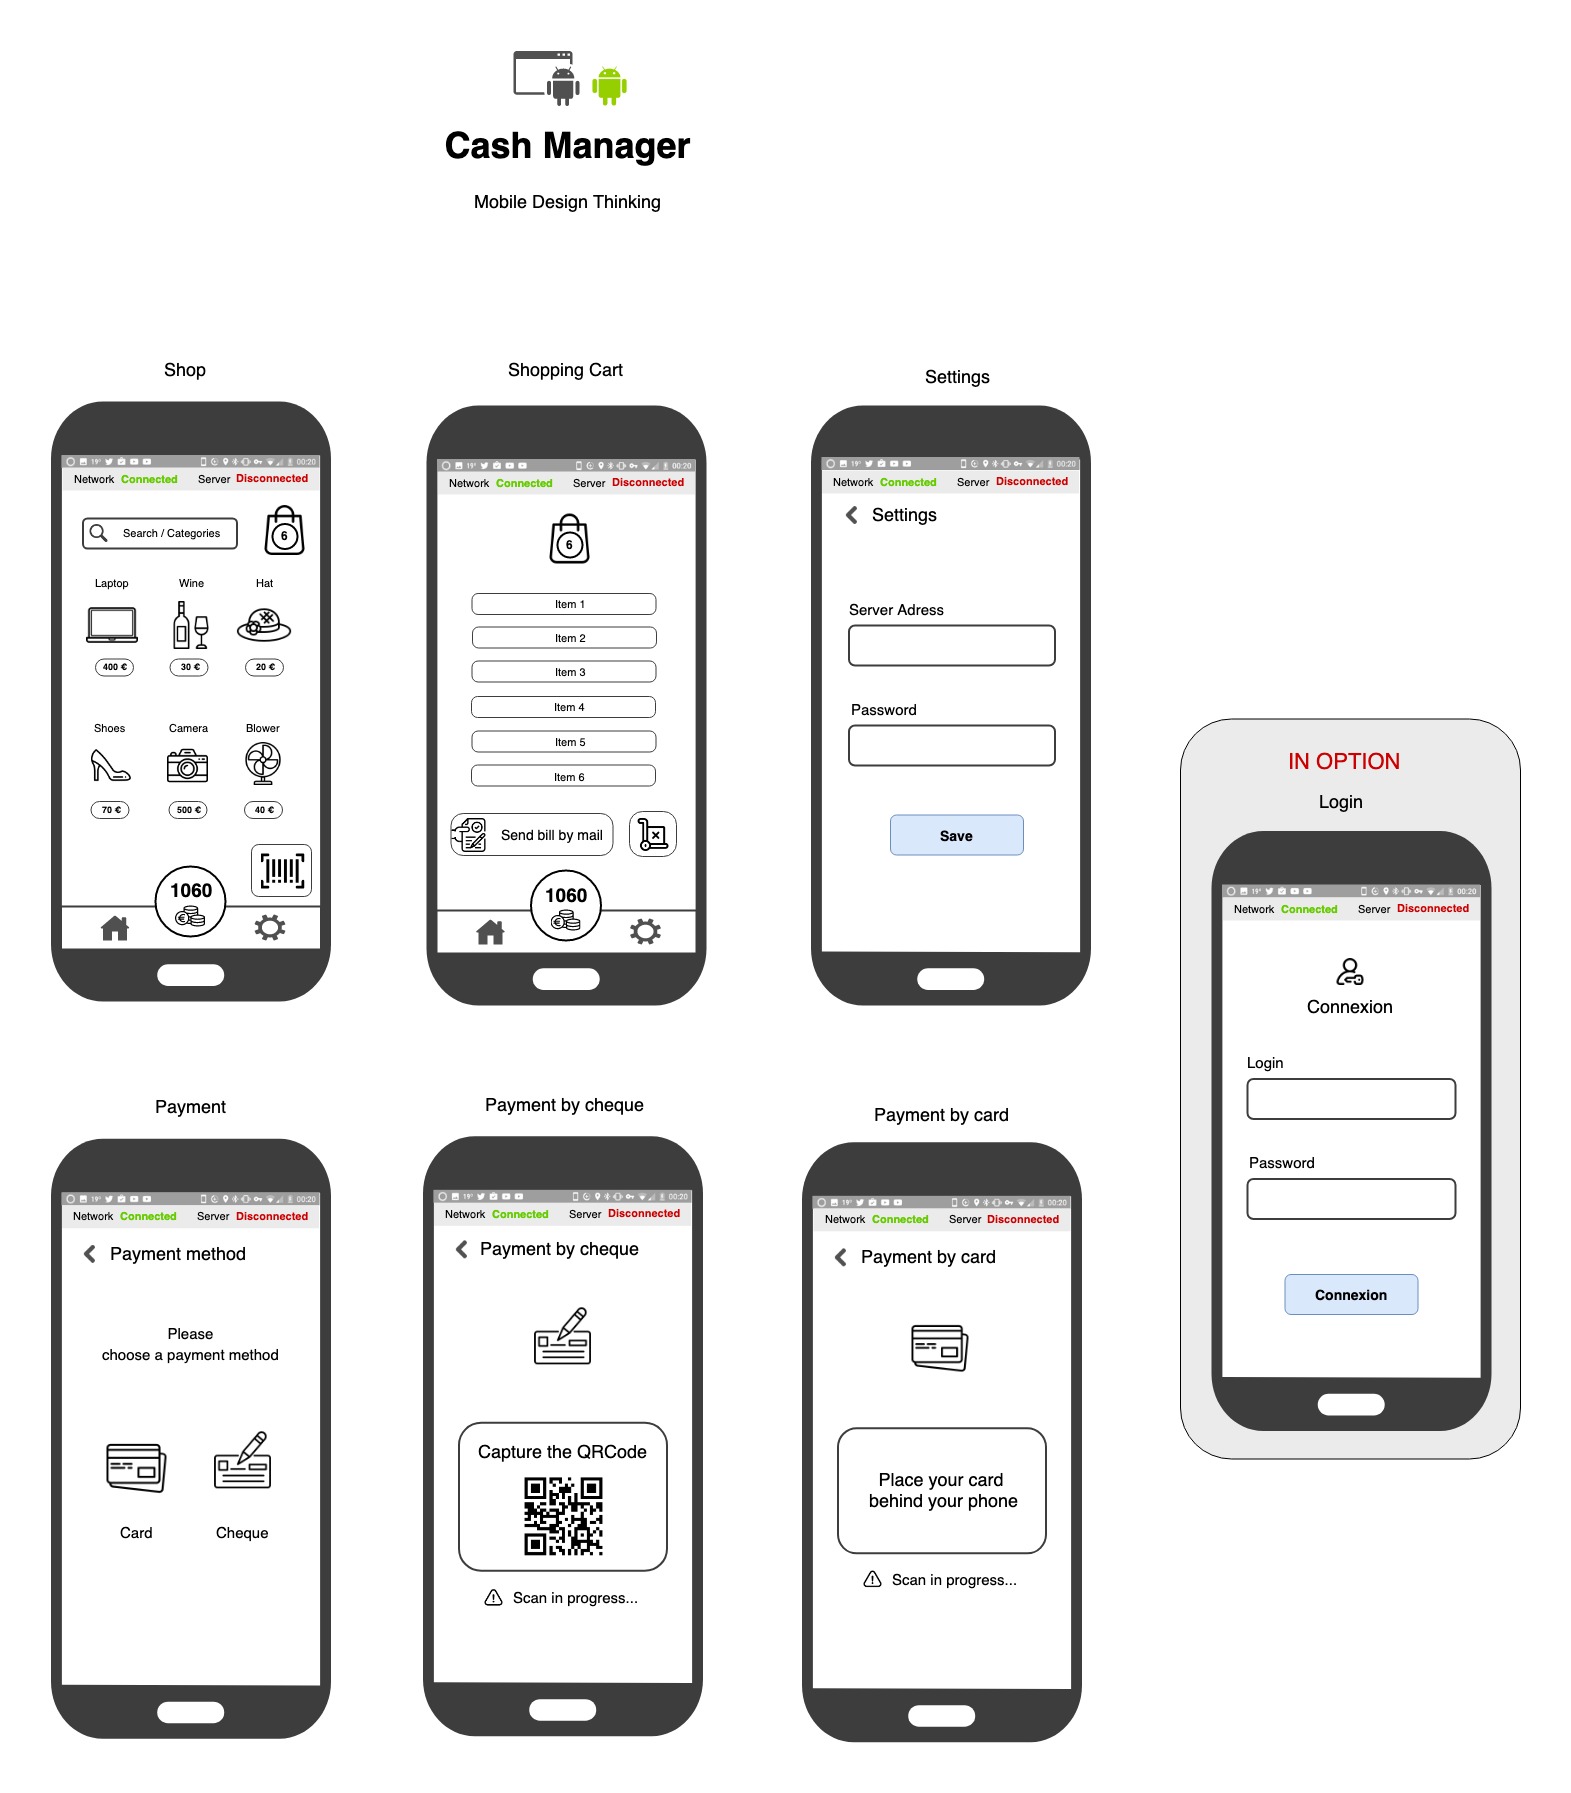 Cash Manager
Mobile Design Thinking
Shop
19° 00:20
Network Connected Server Disconnected
Search / Categories
6
Laptop Wine Hat
400 € 30 € 20 €
Shoes Camera Blower
70 € 500 € 40 €
1060
Shopping Cart
19° 00:20
Network Connected Server Disconnected
6
Item 1
Item 2
Item 3
Item 4
Item 5
Item 6
Send bill by mail
1060
Settings
19° 00:20
Network Connected Server Disconnected
Settings
Server Adress
Password
Save
IN OPTION
Login
19° 00:20
Network Connected Server Disconnected
Connexion
Login
Password
Connexion
Payment
19° 00:20
Network Connected Server Disconnected
Payment method
Please
choose a payment method
Card Cheque
Payment by cheque
19° 00:20
Network Connected Server Disconnected
Payment by cheque
Capture the QRCode
Scan in progress...
Payment by card
19° 00:20
Network Connected Server Disconnected
Payment by card
Place your card
behind your phone
Scan in progress...